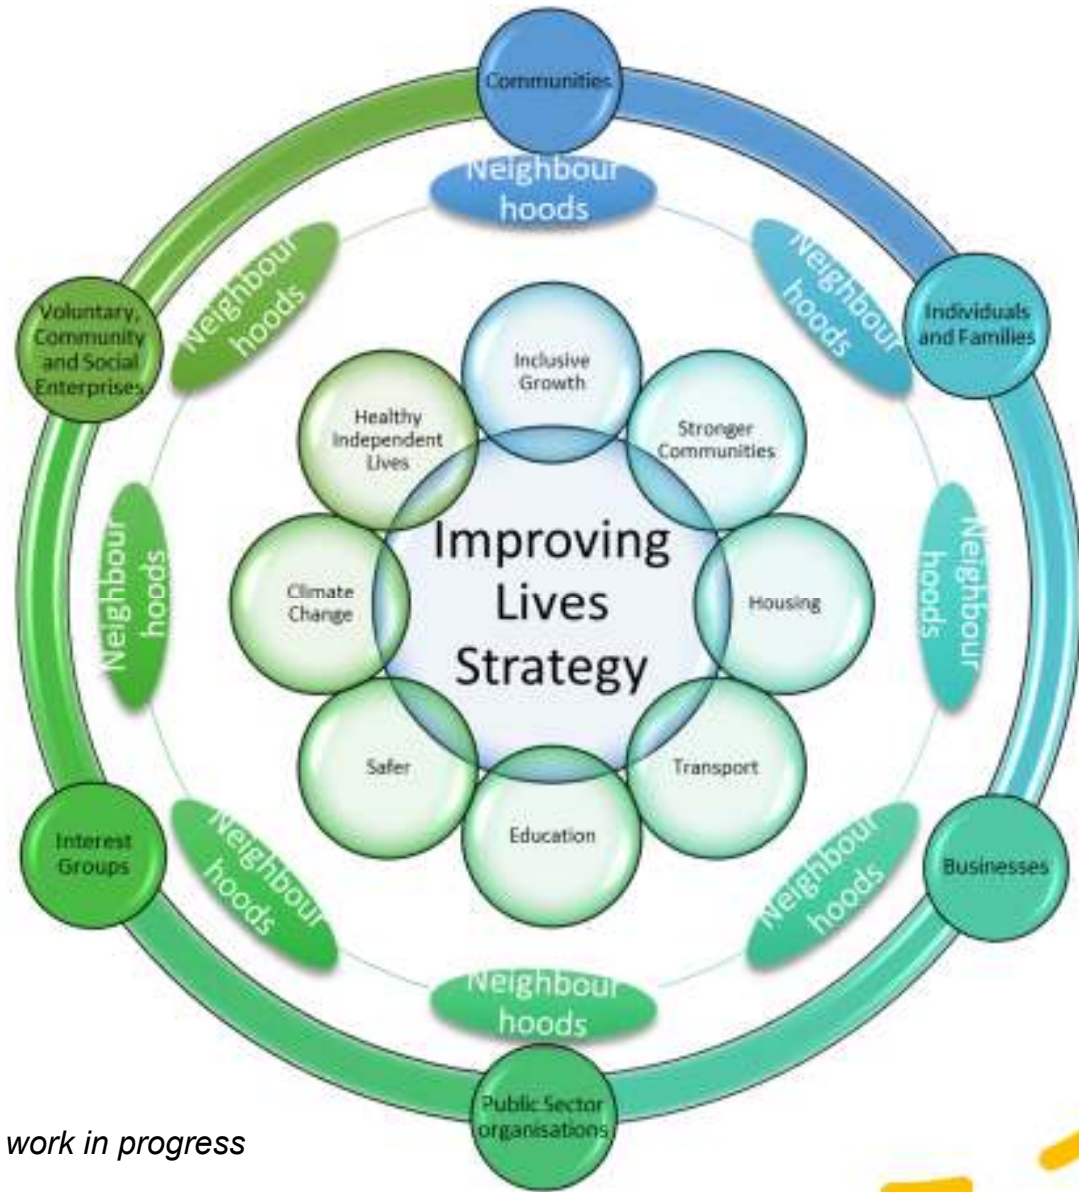 Communities
Neighbour
hoods
Neighbour
hoods
Neighbour
hoods
Voluntary,
Community
and Social
Enterprises
Individuals
and Families
Inclusive
Growth
Healthy
Independent
Lives
Stronger
Communities
Neighbour
hoods
Climate
Change
Improving
Lives
Strategy
Housing
Neighbour
hoods
Safer
Transport
Education
Interest
Groups
Neighbour
hoods
Neighbour
hoods
Businesses
Neighbour
hoods
Public Sector
organisations
work in progress